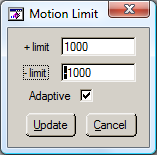 Motion Limit
+ limit 1000
- limit -1000
Adaptive
Update Cancel